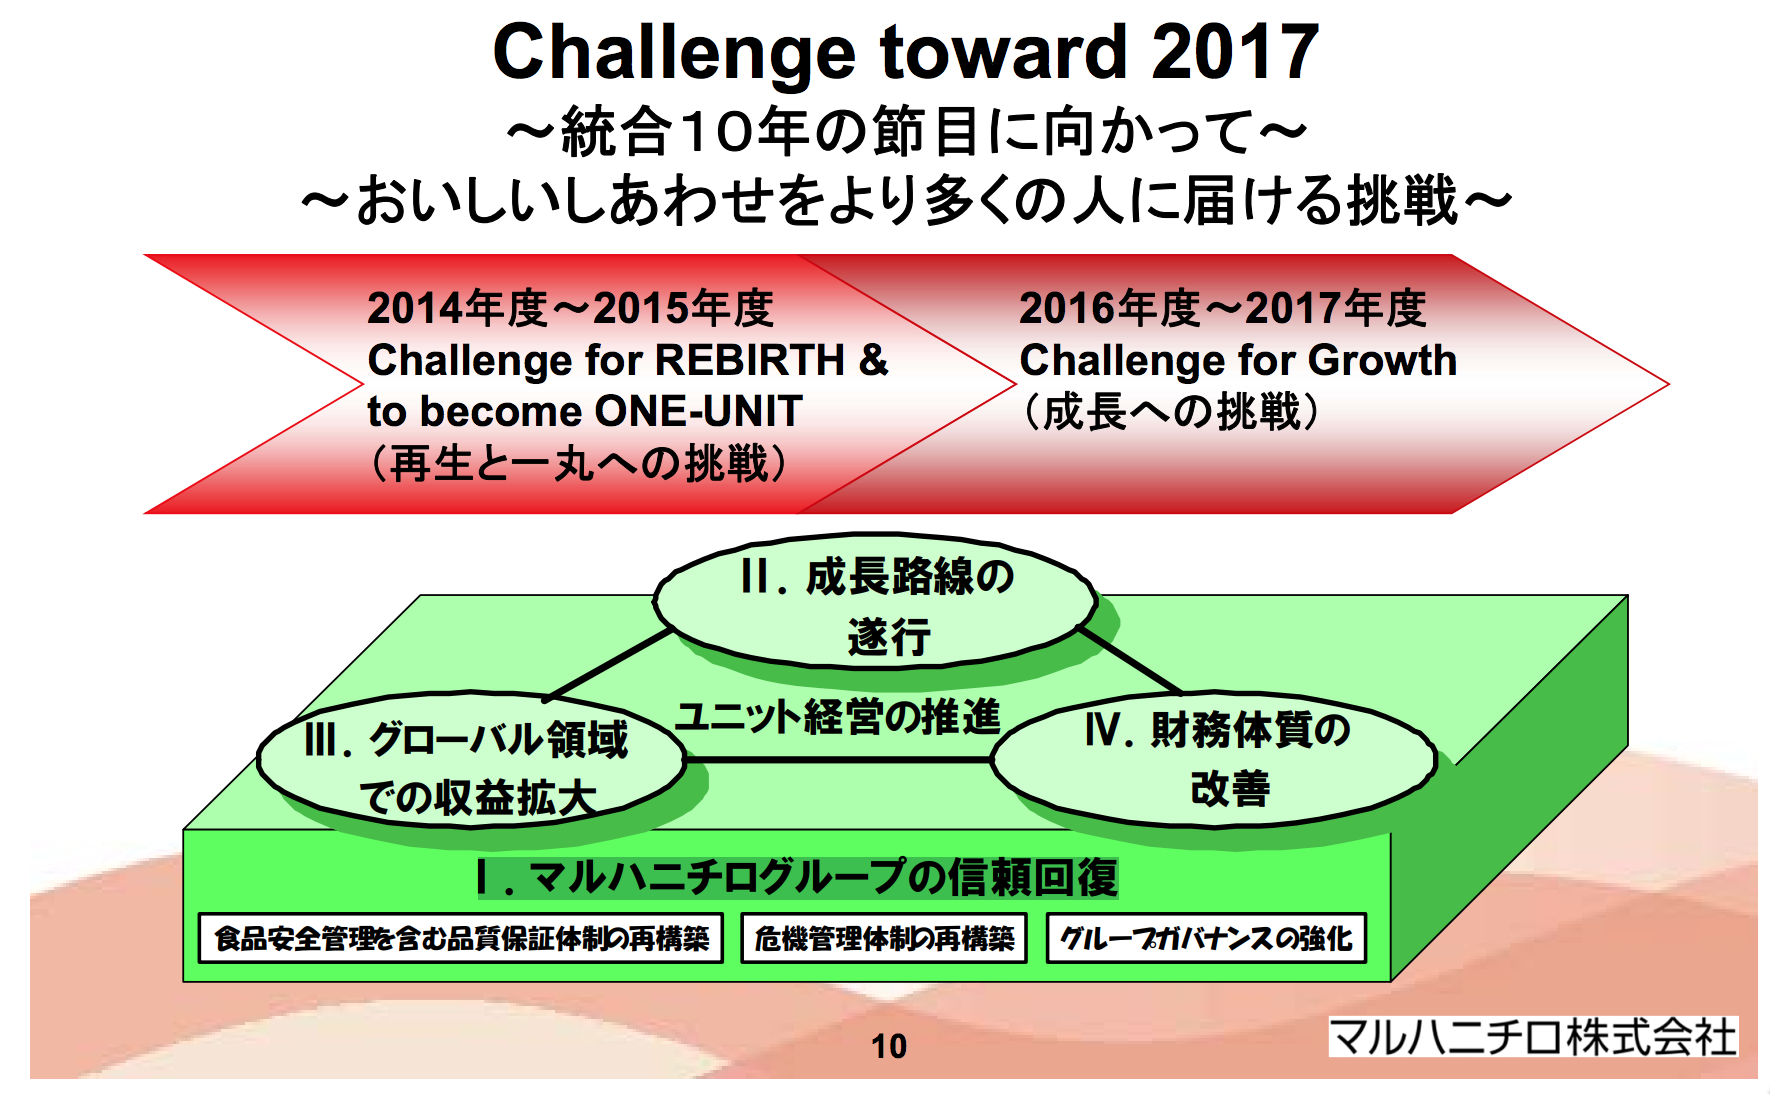 Challenge toward 2017
～統合１０年の節目に向かって～
～おいしいしあわせをより多くの人に届ける挑戦～
2014年度～2015年度
Challenge for REBIRTH &
to become ONE-UNIT
（再生と一丸への挑戦）
2016年度～2017年度
Challenge for Growth
（成長への挑戦）
Ⅱ．成長路線の
遂行
ユニット経営の推進
Ⅲ．グローバル領域
での収益拡大
Ⅳ．財務体質の
改善
Ⅰ．マルハニチログループの信頼回復
食品安全管理を含む品質保証体制の再構築
危機管理体制の再構築
グループガバナンスの強化
10
マルハニチロ株式会社